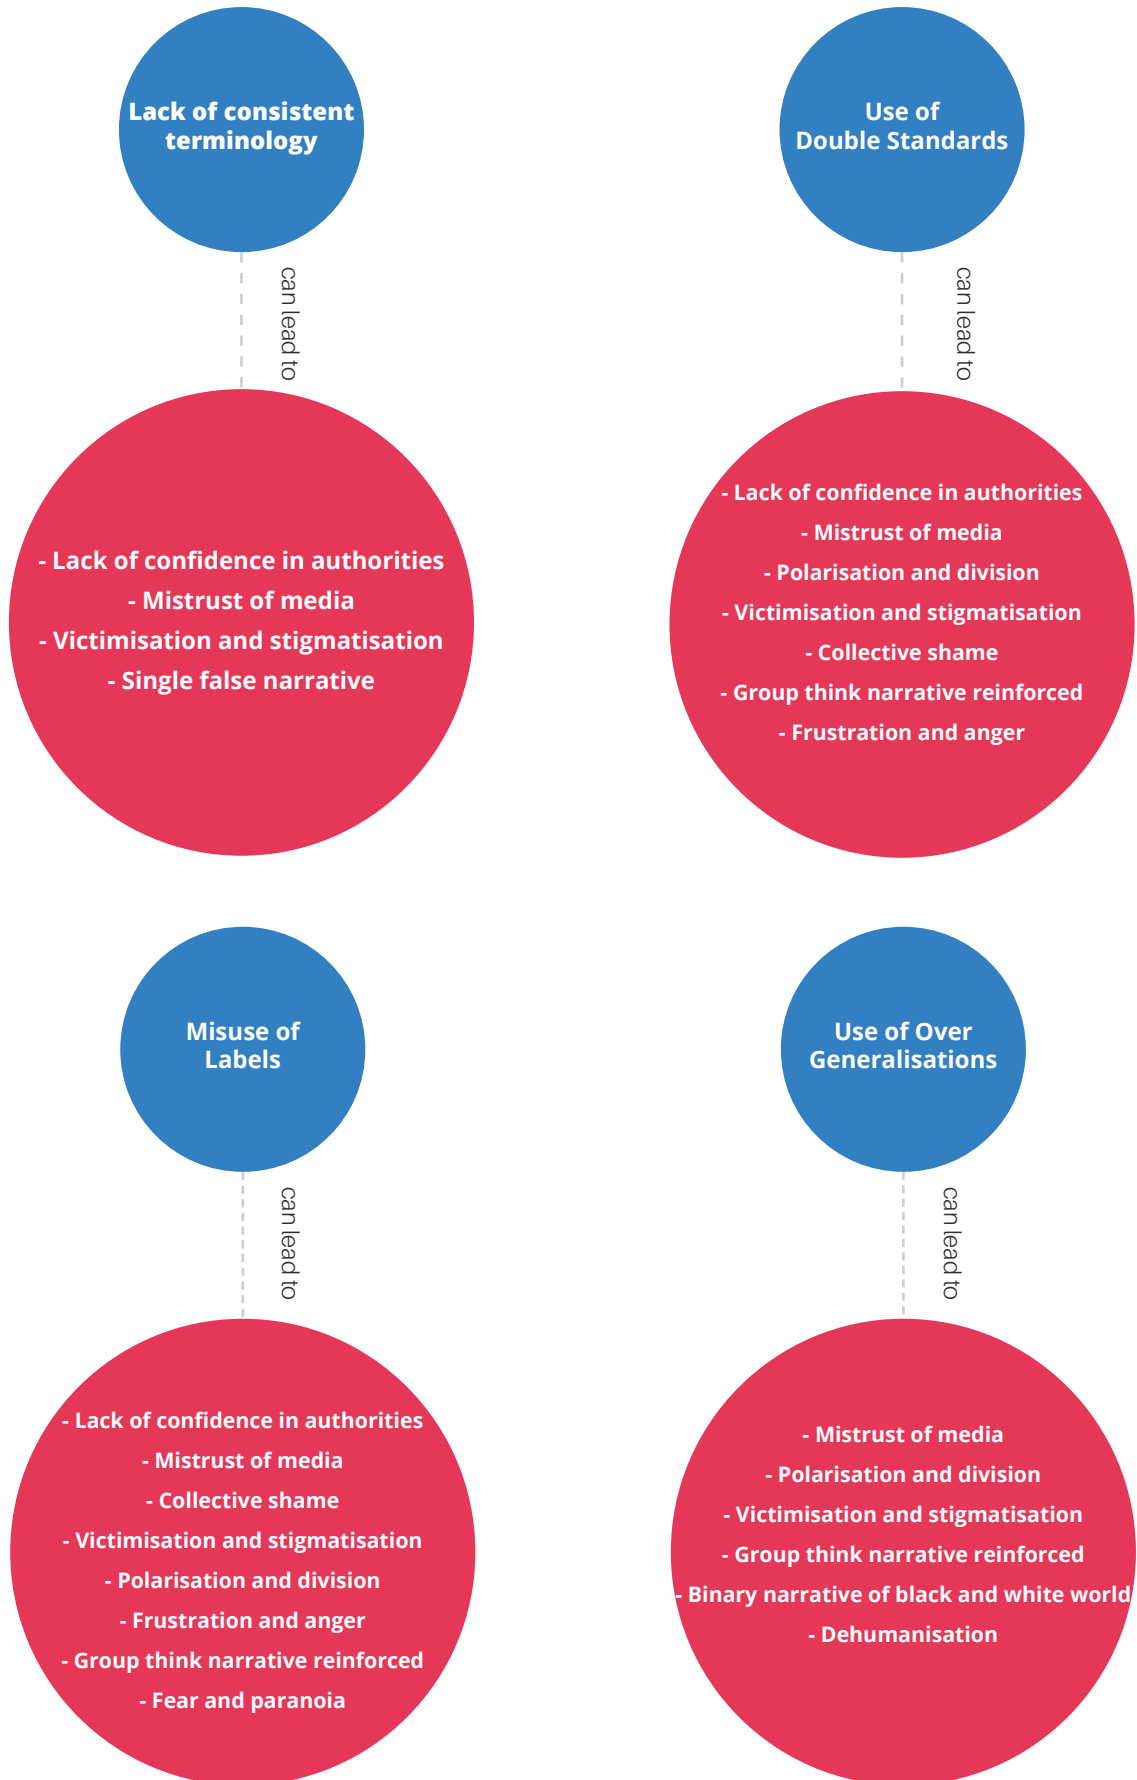 Lack of consistent
terminology
can lead to
- Lack of confidence in authorities
- Mistrust of media
- Victimisation and stigmatisation
- Single false narrative
Use of
Double Standards
can lead to
- Lack of confidence in authorities
- Mistrust of media
- Polarisation and division
- Victimisation and stigmatisation
- Collective shame
- Group think narrative reinforced
- Frustration and anger
Misuse of
Labels
can lead to
- Lack of confidence in authorities
- Mistrust of media
- Collective shame
- Victimisation and stigmatisation
- Polarisation and division
- Frustration and anger
- Group think narrative reinforced
- Fear and paranoia
Use of Over
Generalisations
can lead to
- Mistrust of media
- Polarisation and division
- Victimisation and stigmatisation
- Group think narrative reinforced
- Binary narrative of black and white world
- Dehumanisation